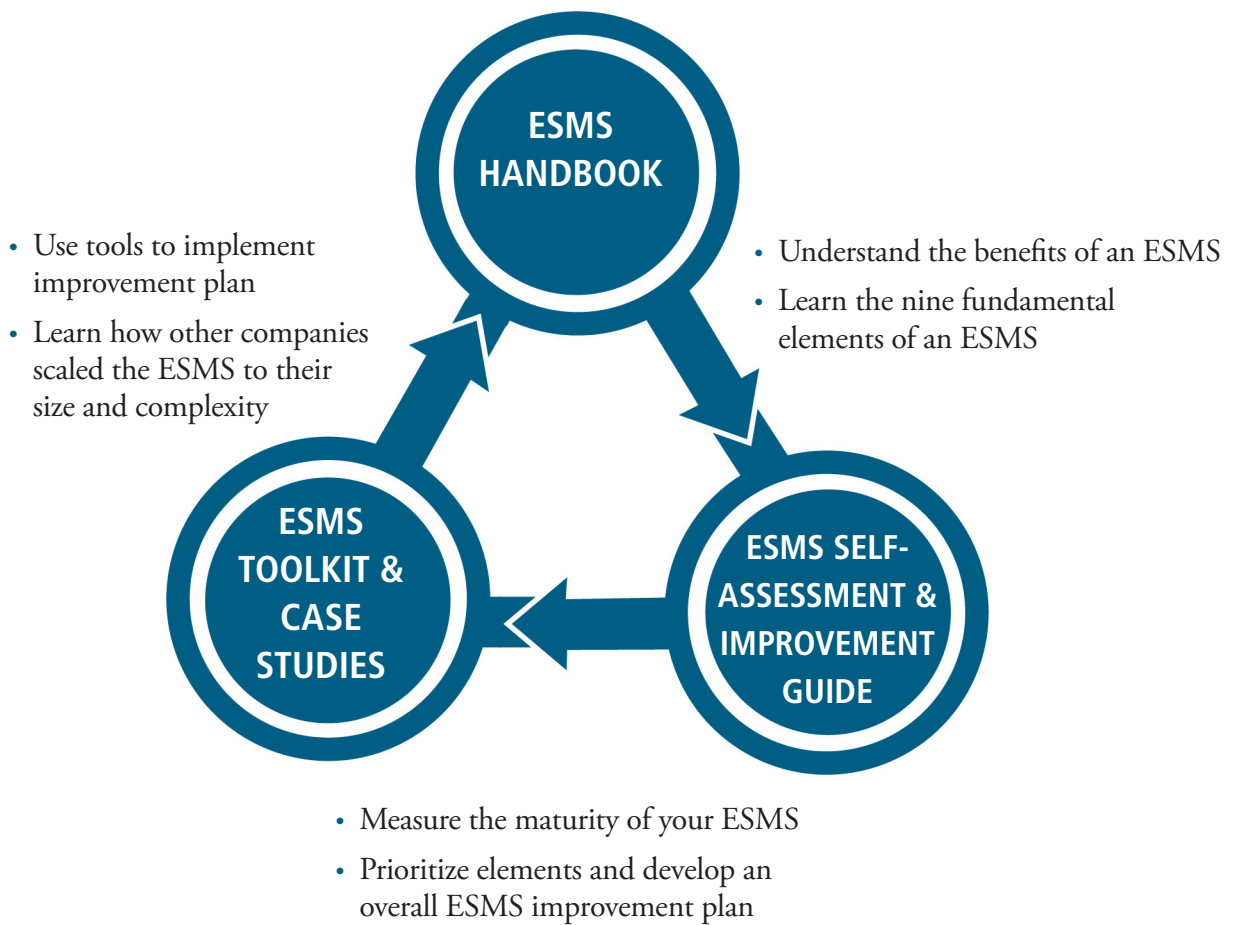 ESMS
HANDBOOK
• Understand the benefits of an ESMS
• Learn the nine fundamental
elements of an ESMS
ESMS SELF-
ASSESSMENT &
IMPROVEMENT
GUIDE
• Measure the maturity of your ESMS
• Prioritize elements and develop an
overall ESMS improvement plan
ESMS
TOOLKIT &
CASE
STUDIES
• Use tools to implement
improvement plan
• Learn how other companies
scaled the ESMS to their
size and complexity